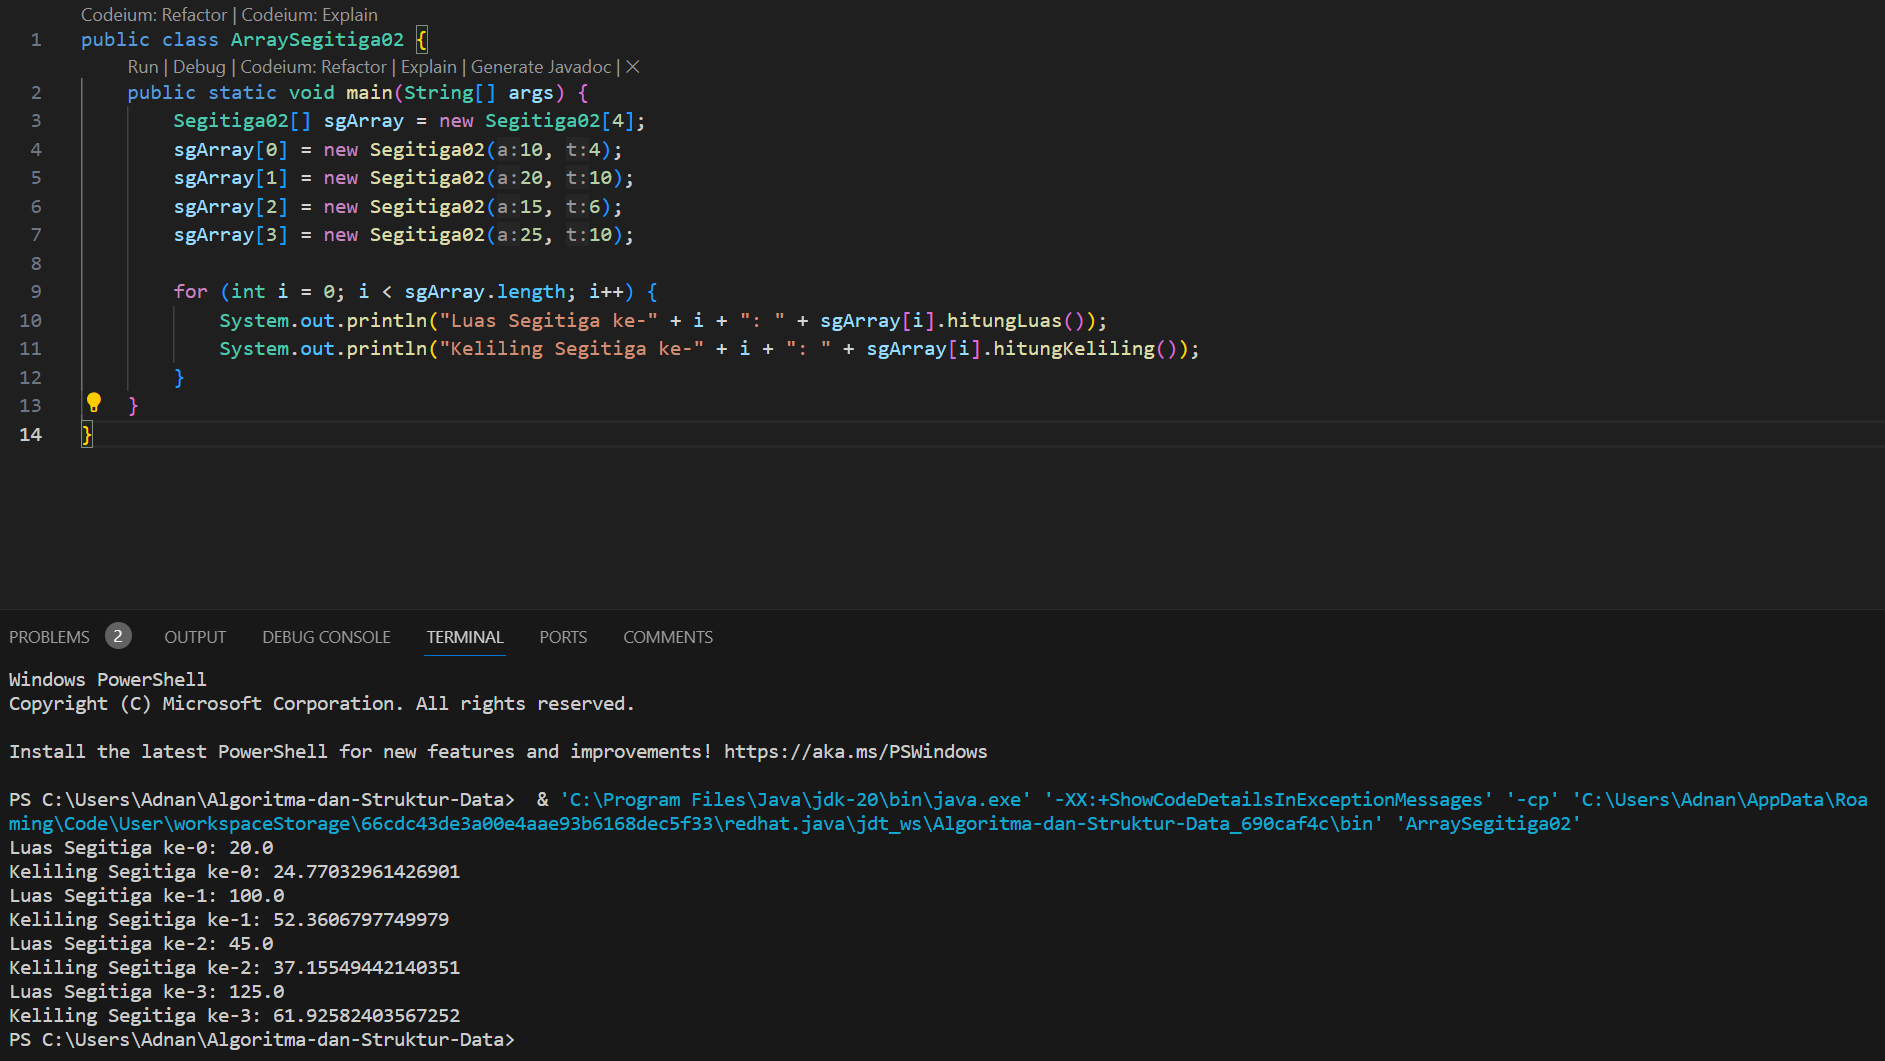 Codeium: Refactor | Codeium: Explain
1 public class ArraySegitiga02 {
Run | Debug | Codeium: Refactor | Explain | Generate Javadoc | ×
2 public static void main(String[] args) {
3 Segitiga02[] sgArray = new Segitiga02[4];
4 sgArray[0] = new Segitiga02(a:10, t:4);
5 sgArray[1] = new Segitiga02(a:20, t:10);
6 sgArray[2] = new Segitiga02(a:15, t:6);
7 sgArray[3] = new Segitiga02(a:25, t:10);
8
9 for (int i = 0; i < sgArray.length; i++) {
10 System.out.println("Luas Segitiga ke-" + i + ": " + sgArray[i].hitungLuas());
11 System.out.println("Keliling Segitiga ke-" + i + ": " + sgArray[i].hitungKeliling());
12 }
13 }
14 }
PROBLEMS 2 OUTPUT DEBUG CONSOLE TERMINAL PORTS COMMENTS
Windows PowerShell
Copyright (C) Microsoft Corporation. All rights reserved.
Install the latest PowerShell for new features and improvements! https://aka.ms/PSWindows
PS C:\Users\Adnan\Algoritma-dan-Struktur-Data>  & 'C:\Program Files\Java\jdk-20\bin\java.exe' '-XX:+ShowCodeDetailsInExceptionMessages' '-cp' 'C:\Users\Adnan\AppData\Roa
ming\Code\User\workspaceStorage\66cdc43de3a00e4aae93b6168dec5f33\redhat.java\jdt_ws\Algoritma-dan-Struktur-Data_690caf4c\bin' 'ArraySegitiga02'
Luas Segitiga ke-0: 20.0
Keliling Segitiga ke-0: 24.77032961426901
Luas Segitiga ke-1: 100.0
Keliling Segitiga ke-1: 52.3606797749979
Luas Segitiga ke-2: 45.0
Keliling Segitiga ke-2: 37.15549442140351
Luas Segitiga ke-3: 125.0
Keliling Segitiga ke-3: 61.92582403567252
PS C:\Users\Adnan\Algoritma-dan-Struktur-Data>